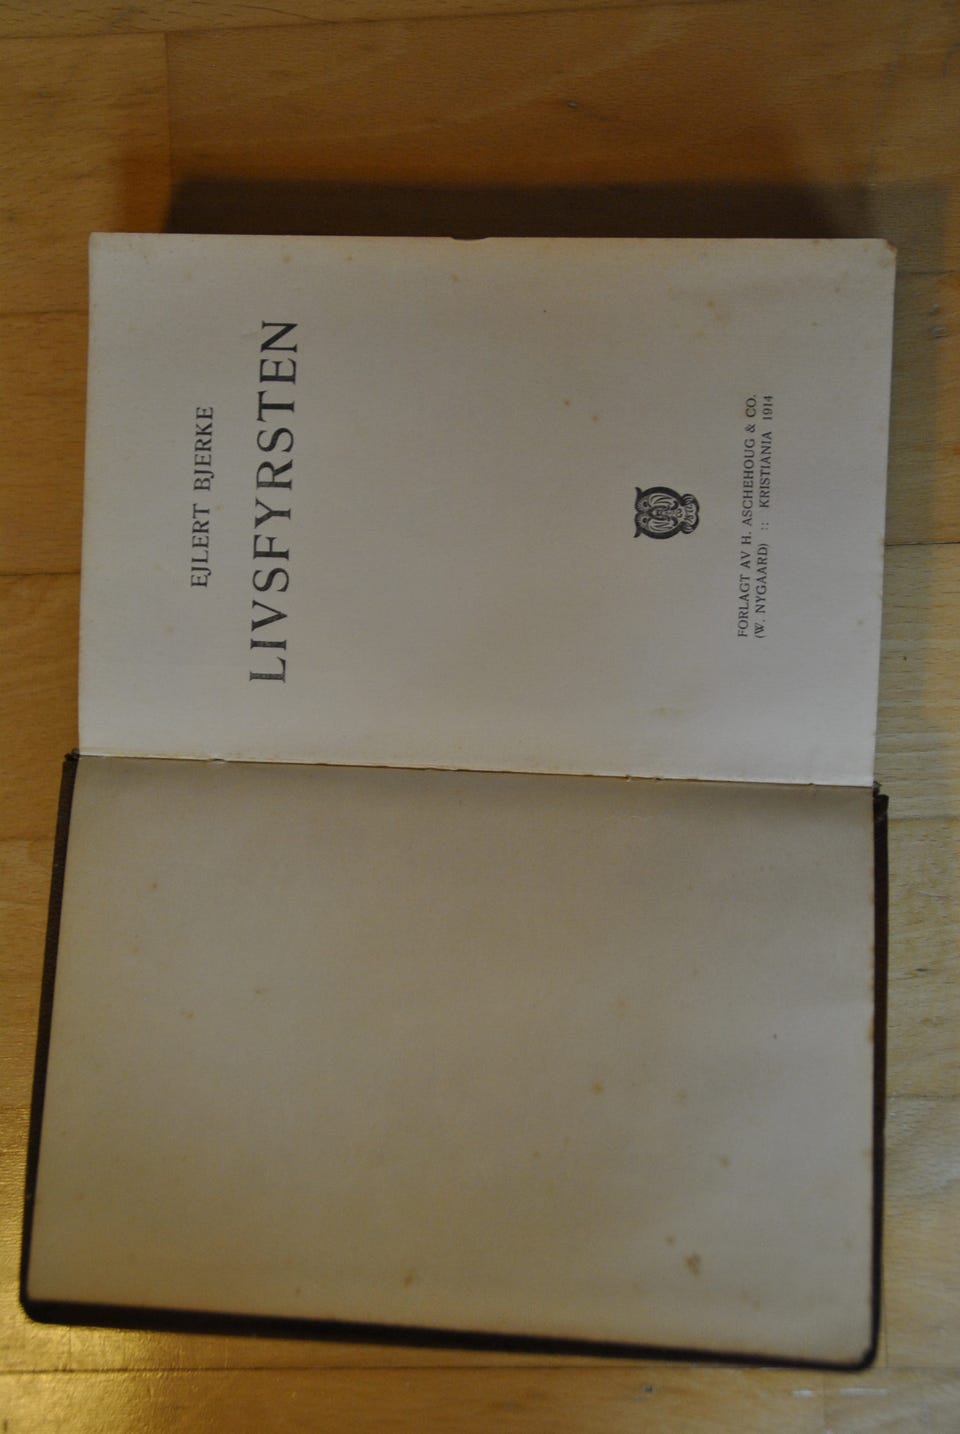 EJLERT BJERKE
LIVSFYRSTEN
FORLAGT AV H. ASCHEHOUG & CO.
(W. NYGAARD) :: KRISTIANIA 1914